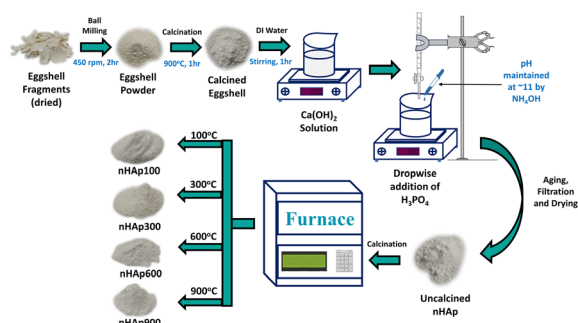 Ball
Milling
450 rpm, 2hr
Calcination
900°C, 1hr
DI Water
Stirring, 1hr
Eggshell
Fragments
(dried)
Eggshell
Powder
Calcined
Eggshell
Ca(OH)₂
Solution
pH
maintained
at ~11 by
NH₄OH
Dropwise
addition of
H₃PO₄
Aging,
Filtration
and Drying
100°C
nHAp100
300°C
nHAp300
600°C
nHAp600
900°C
nHAp900
Furnace
Calcination
Uncalcined
nHAp